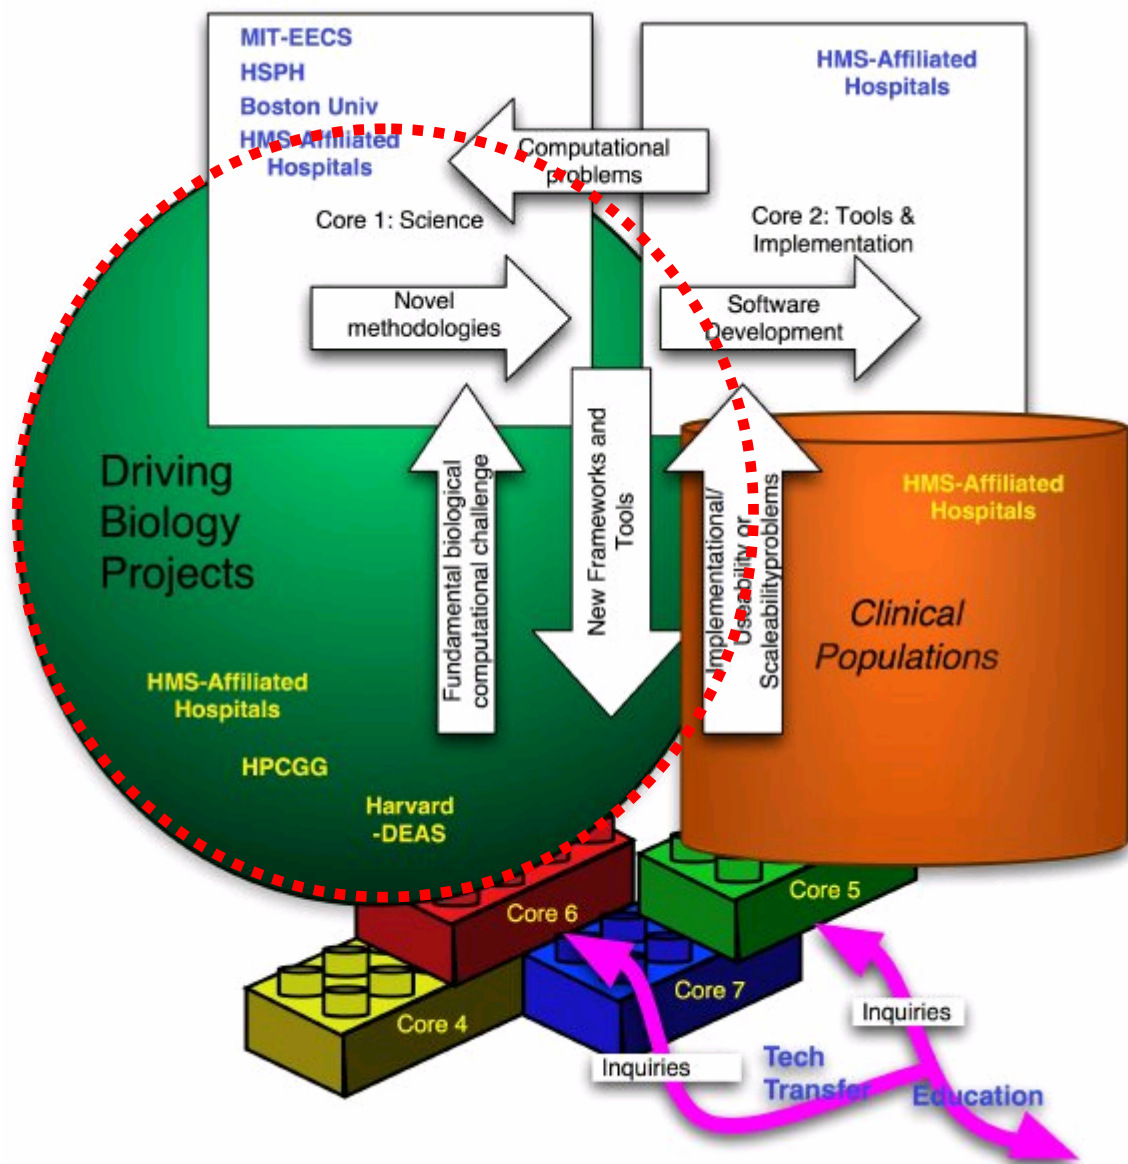 MIT-EECS
HSPH
Boston Univ
HMS-Affiliated
Hospitals
HMS-Affiliated
Hospitals
Computational
problems
Core 1: Science
Core 2: Tools &
Implementation
Novel
methodologies
Software
Development
Driving
Biology
Projects
Fundamental biological
computational challenge
New Frameworks and
Tools
Implementational/
Useability or
Scaleabilityproblems
HMS-Affiliated
Hospitals
Clinical
Populations
HMS-Affiliated
Hospitals
HPCGG
Harvard
-DEAS
Core 5
Core 6
Core 7
Core 4
Inquiries
Inquiries
Tech
Transfer
Education